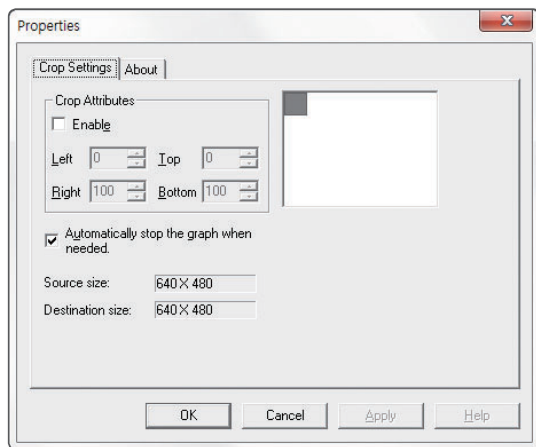 Properties
X
Crop Settings About
Crop Attributes
Enable
Left 0 Top 0
Right 100 Bottom 100
Automatically stop the graph when
needed.
Source size: 640 X 480
Destination size: 640 X 480
OK Cancel Apply Help